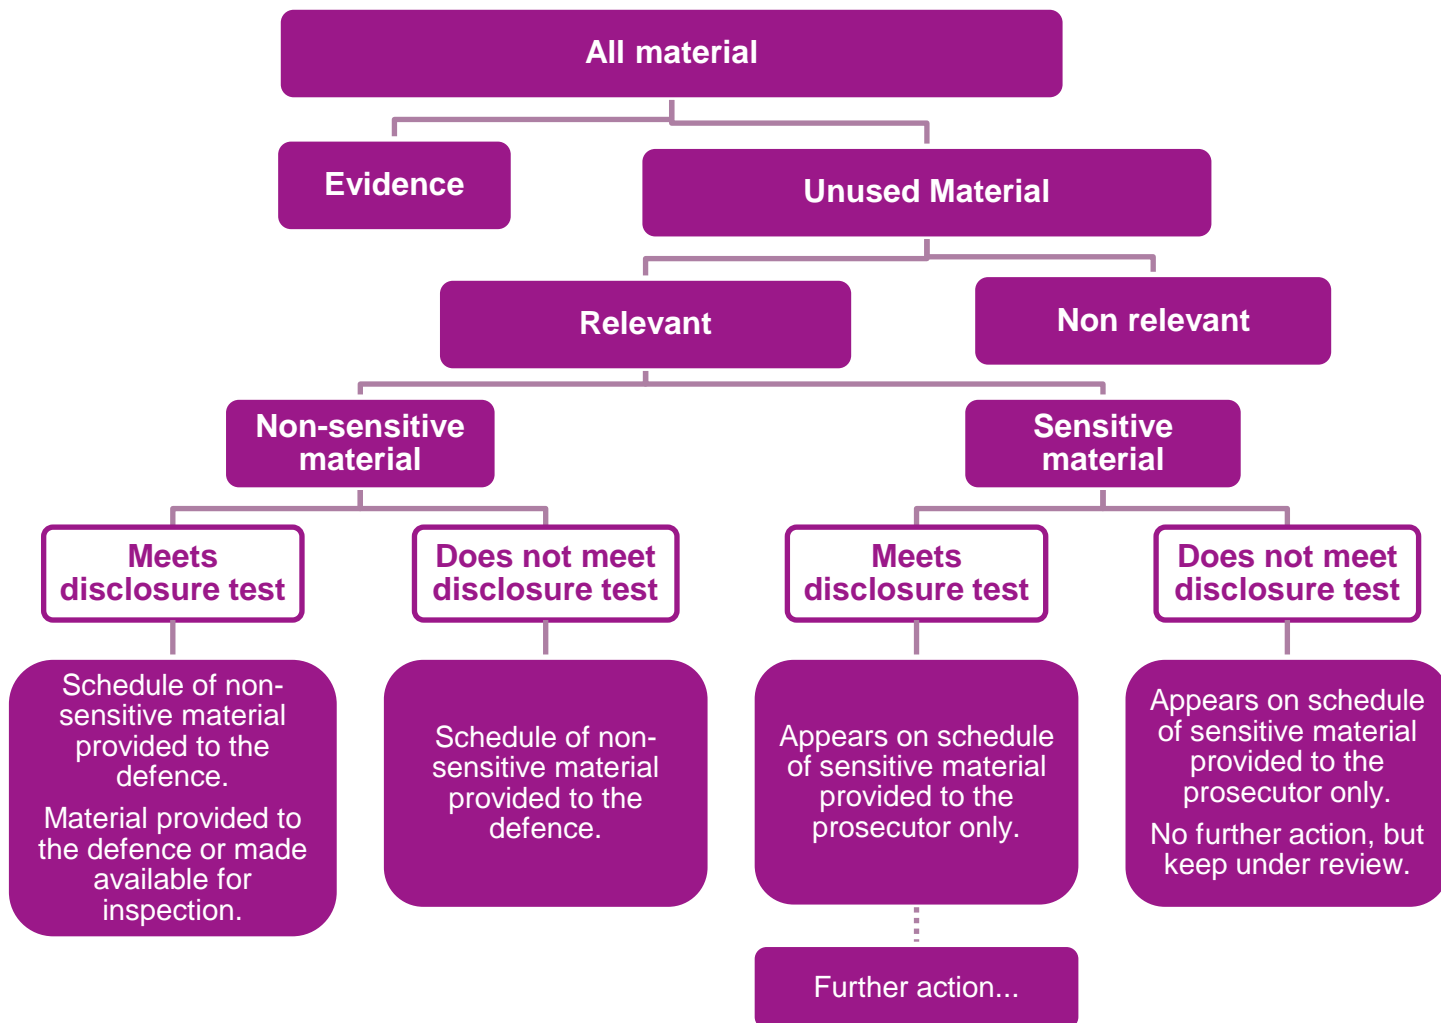 All material
Evidence
Unused Material
Relevant
Non relevant
Non-sensitive
material
Sensitive
material
Meets
disclosure test
Does not meet
disclosure test
Meets
disclosure test
Does not meet
disclosure test
Schedule of non-
sensitive material
provided to the
defence.
Material provided to
the defence or made
available for
inspection.
Schedule of non-
sensitive material
provided to the
defence.
Appears on schedule
of sensitive material
provided to the
prosecutor only.
Appears on schedule
of sensitive material
provided to the
prosecutor only.
No further action, but
keep under review.
Further action...